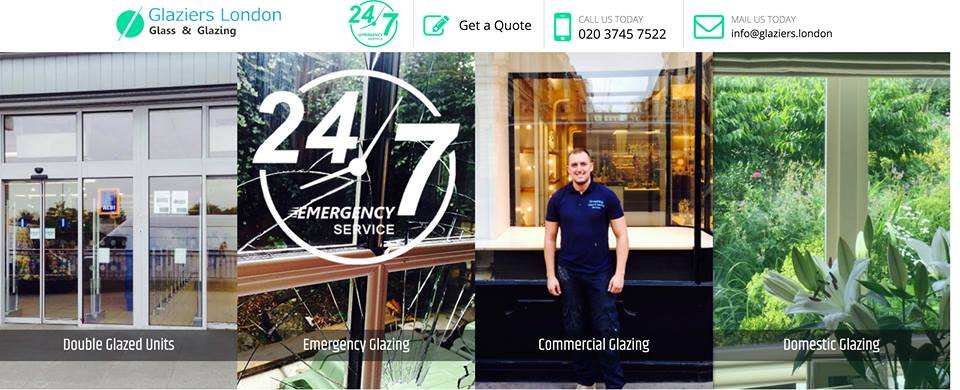 Glaziers London
Glass & Glazing
24/7
EMERGENCY
SERVICE
Get a Quote
CALL US TODAY
020 3745 7522
MAIL US TODAY
info@glaziers.london
ALDI
24/7
EMERGENCY
SERVICE
Double Glazed Units
Emergency Glazing
Commercial Glazing
Domestic Glazing